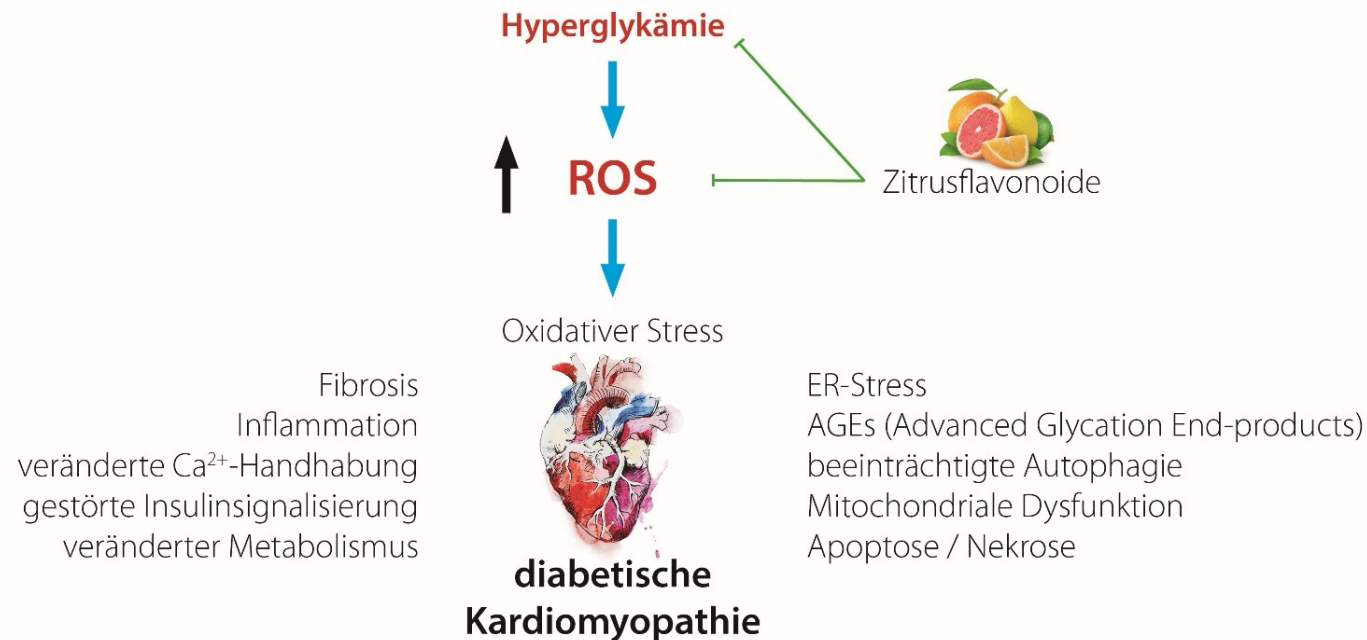 Hyperglykämie
ROS
Zitrusflavonoide
Oxidativer Stress
Fibrosis
Inflammation
veränderte Ca²⁺-Handhabung
gestörte Insulinsignalisierung
veränderter Metabolismus
ER-Stress
AGEs (Advanced Glycation End-products)
beeinträchtigte Autophagie
Mitochondriale Dysfunktion
Apoptose / Nekrose
diabetische
Kardiomyopathie